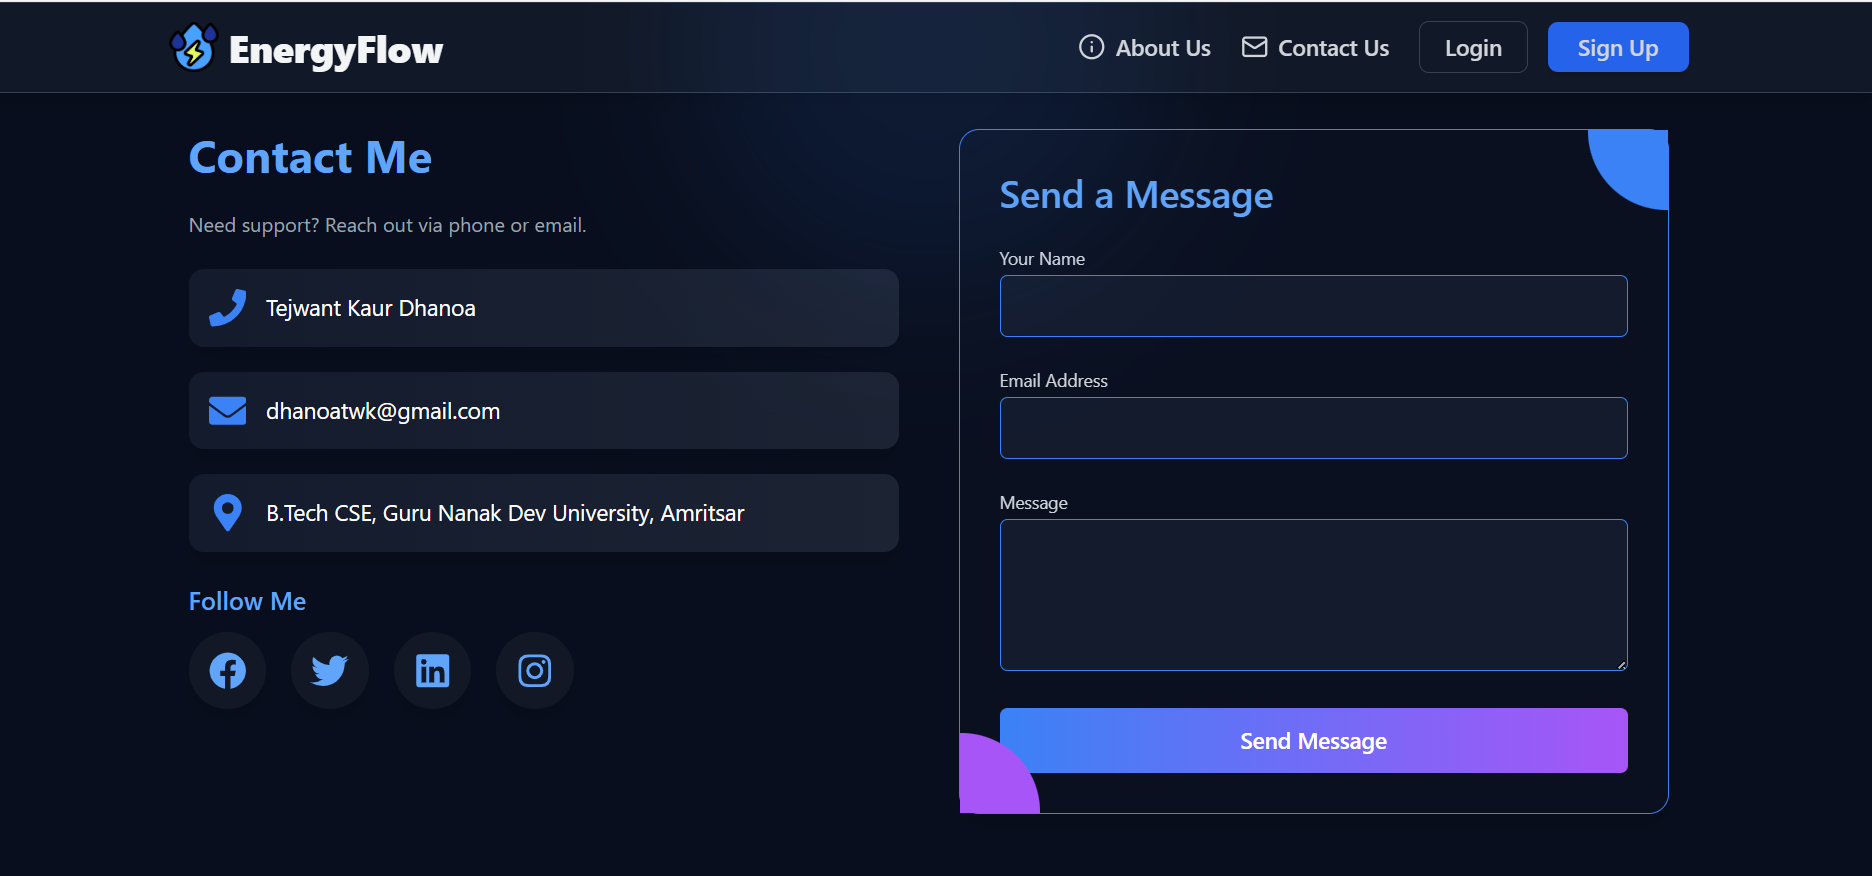 EnergyFlow
About Us
Contact Us
Login
Sign Up
Contact Me
Need support? Reach out via phone or email.
Tejwant Kaur Dhanoa
dhanoatwk@gmail.com
B.Tech CSE, Guru Nanak Dev University, Amritsar
Follow Me
Send a Message
Your Name
Email Address
Message
Send Message